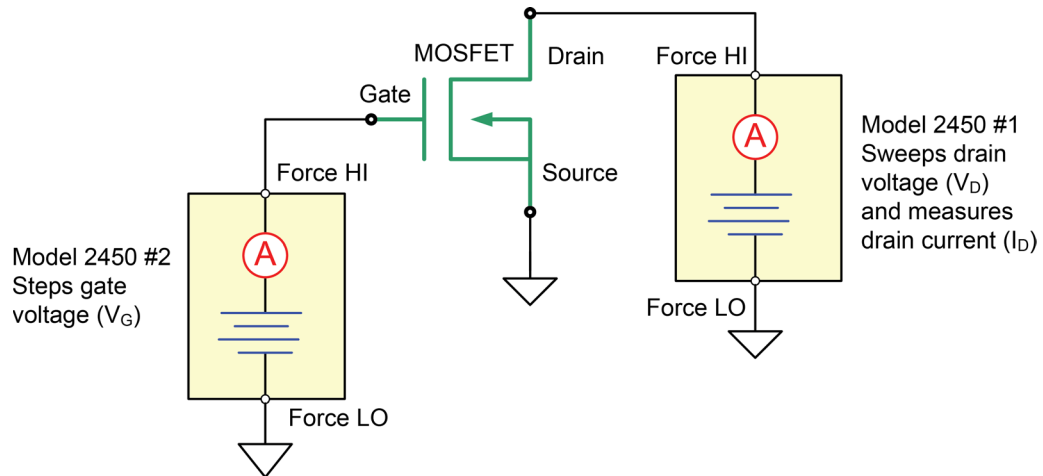 MOSFET
Drain
Gate
Source
Force HI
A
Force LO
Model 2450 #2
Steps gate
voltage (VG)
Force HI
A
Force LO
Model 2450 #1
Sweeps drain
voltage (VD)
and measures
drain current (ID)